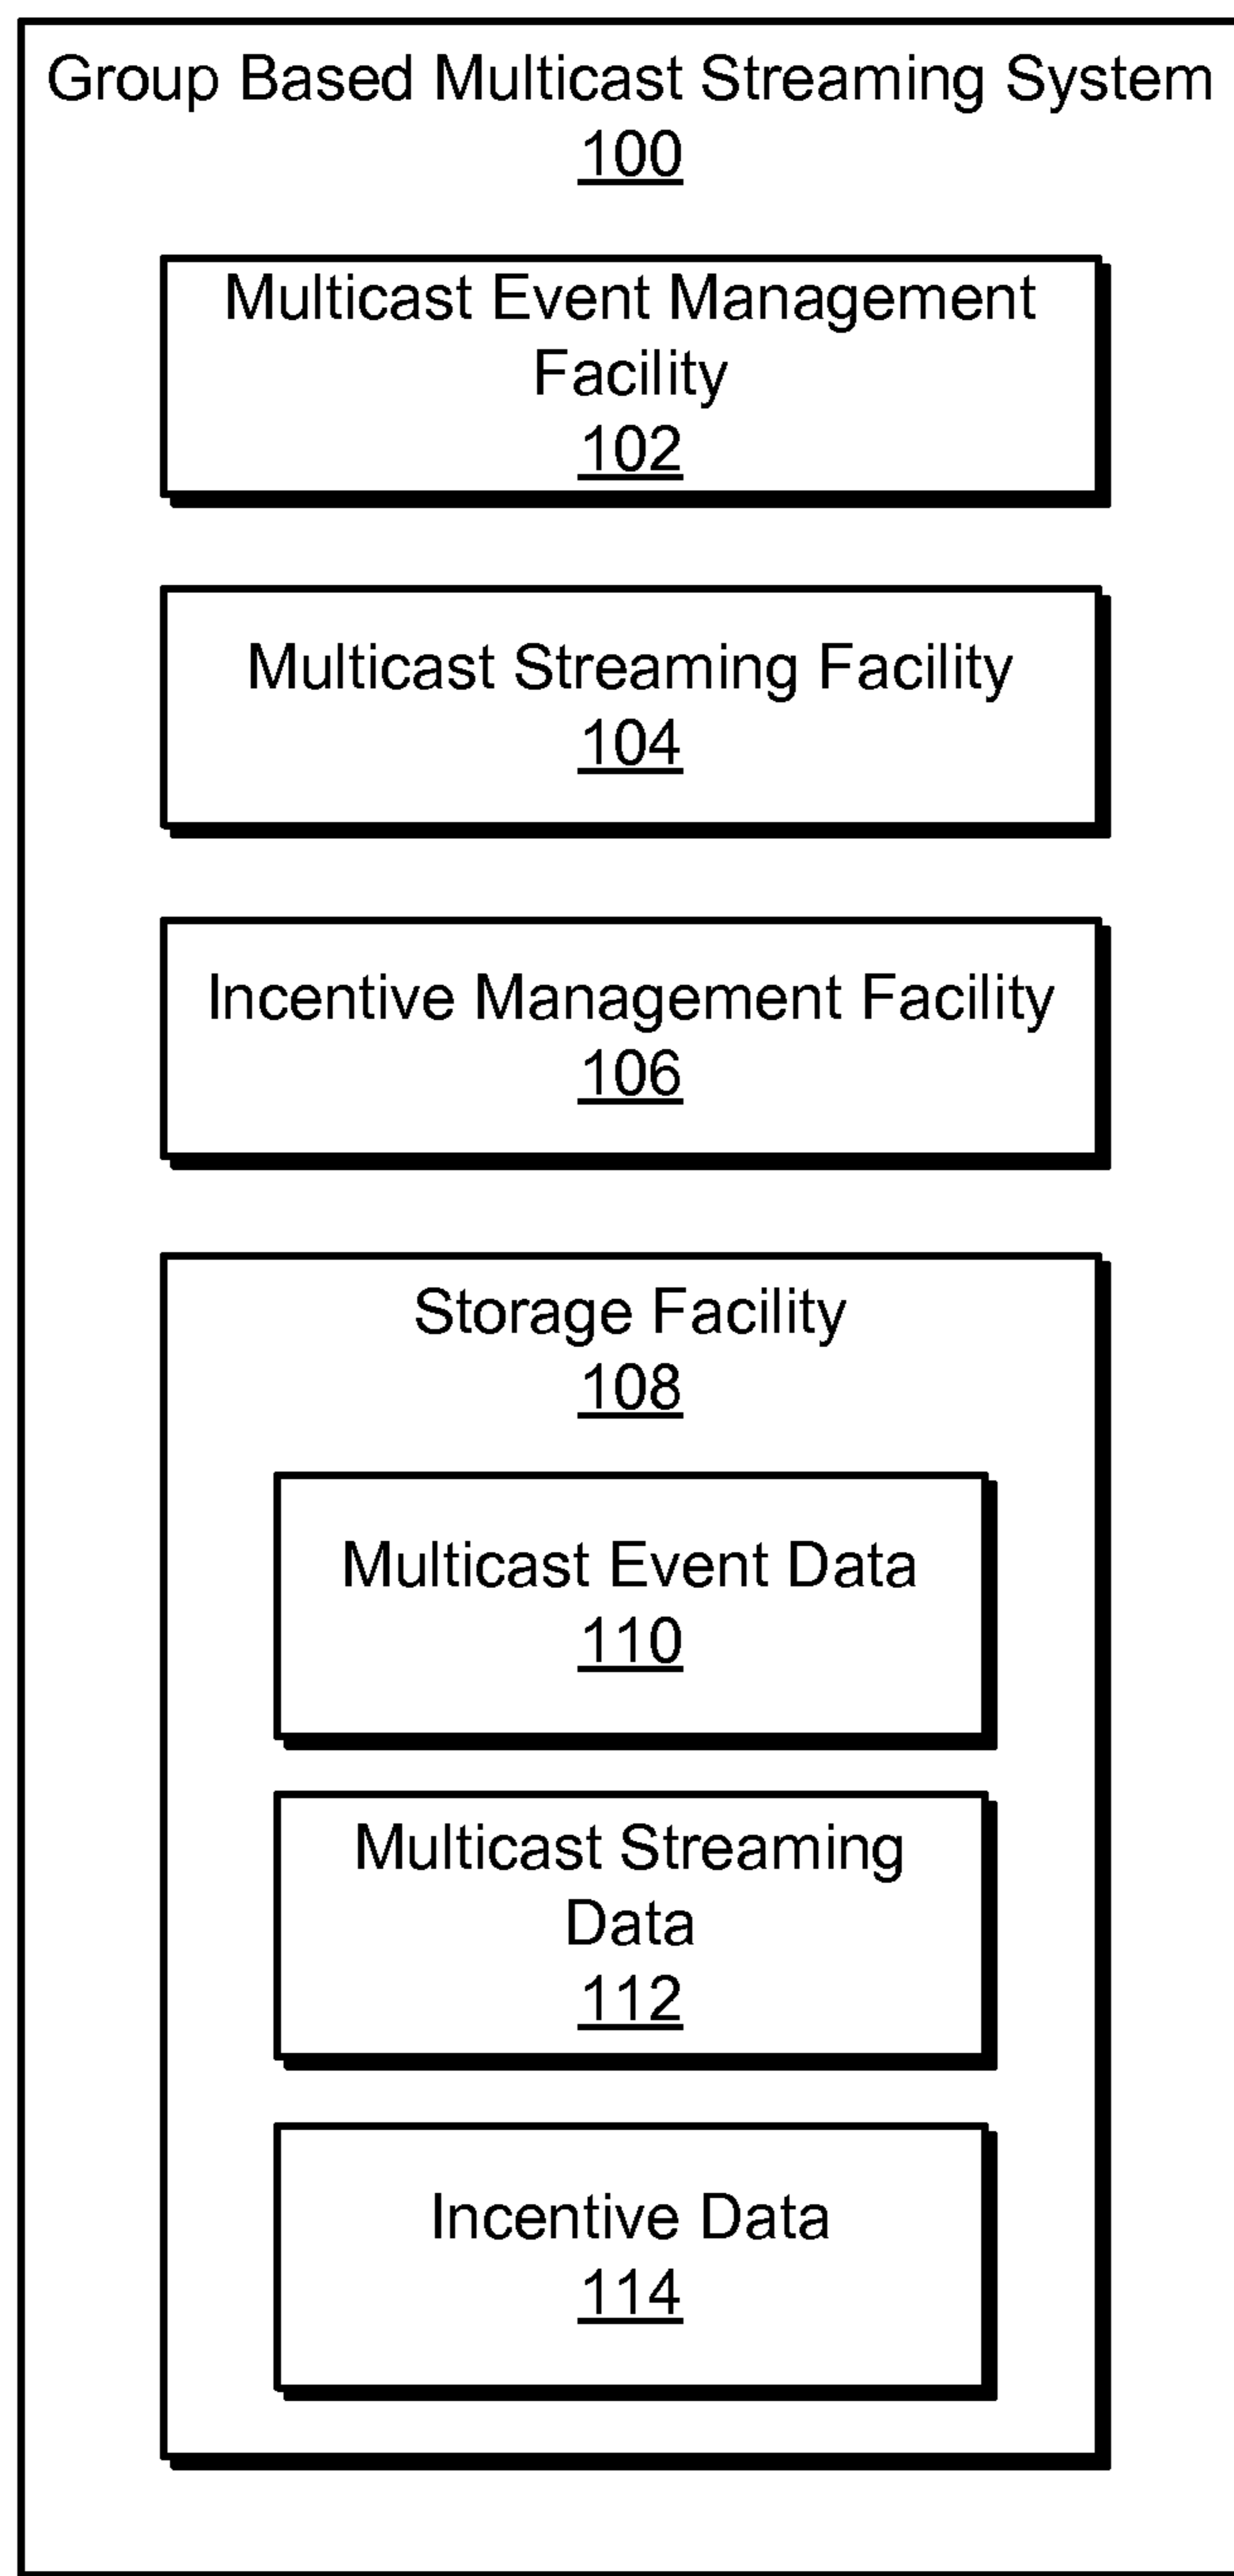 Group Based Multicast Streaming System
100
Multicast Event Management
Facility
102
Multicast Streaming Facility
104
Incentive Management Facility
106
Storage Facility
108
Multicast Event Data
110
Multicast Streaming
Data
112
Incentive Data
114